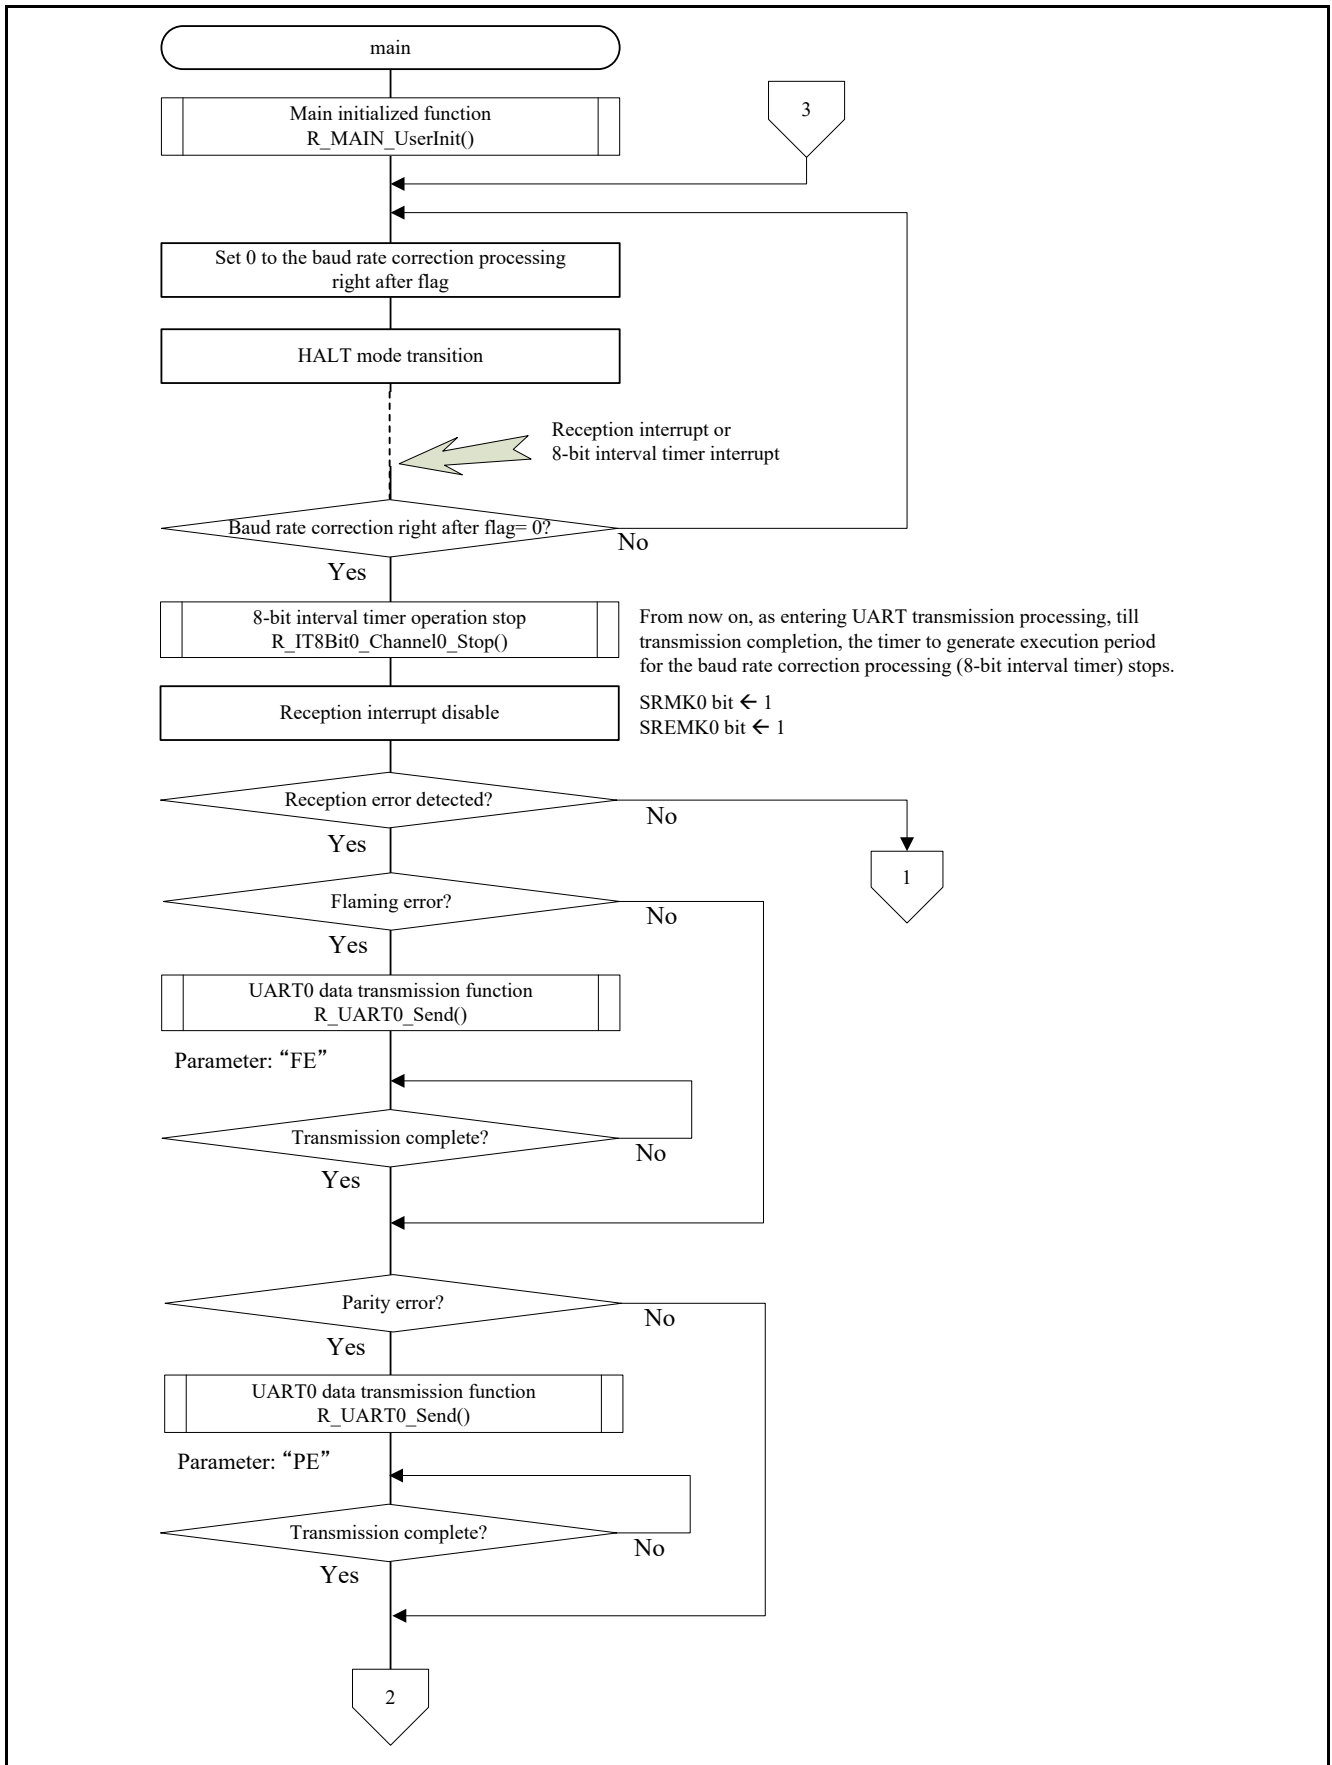 main
Main initialized function
R_MAIN_UserInit()
3
Set 0 to the baud rate correction processing
right after flag
HALT mode transition
Reception interrupt or
8-bit interval timer interrupt
Baud rate correction right after flag= 0?
No
Yes
8-bit interval timer operation stop
R_IT8Bit0_Channel0_Stop()
From now on, as entering UART transmission processing, till
transmission completion, the timer to generate execution period
for the baud rate correction processing (8-bit interval timer) stops.
Reception interrupt disable
SRMK0 bit ← 1
SREMK0 bit ← 1
Reception error detected?
No
Yes
1
Flaming error?
No
Yes
UART0 data transmission function
R_UART0_Send()
Parameter: “FE”
Transmission complete?
No
Yes
Parity error?
No
Yes
UART0 data transmission function
R_UART0_Send()
Parameter: “PE”
Transmission complete?
No
Yes
2